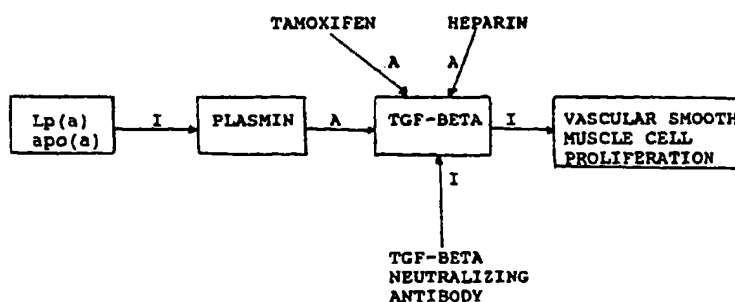 TAMOXIFEN
HEPARIN
A
A
Lp(a)
apo(a)
I
PLASMIN
A
TGF-BETA
I
VASCULAR SMOOTH
MUSCLE CELL
PROLIFERATION
I
TGF-BETA
NEUTRALIZING
ANTIBODY